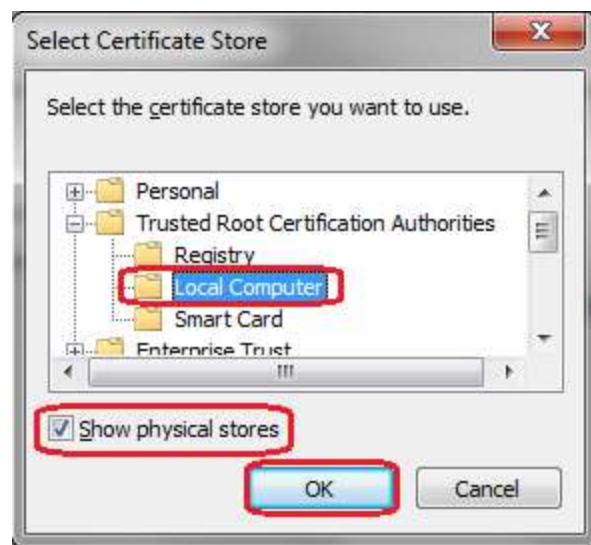 Select Certificate Store
Select the certificate store you want to use.
Personal
Trusted Root Certification Authorities
Registry
Local Computer
Smart Card
Enterprise Trust
Show physical stores
OK
Cancel